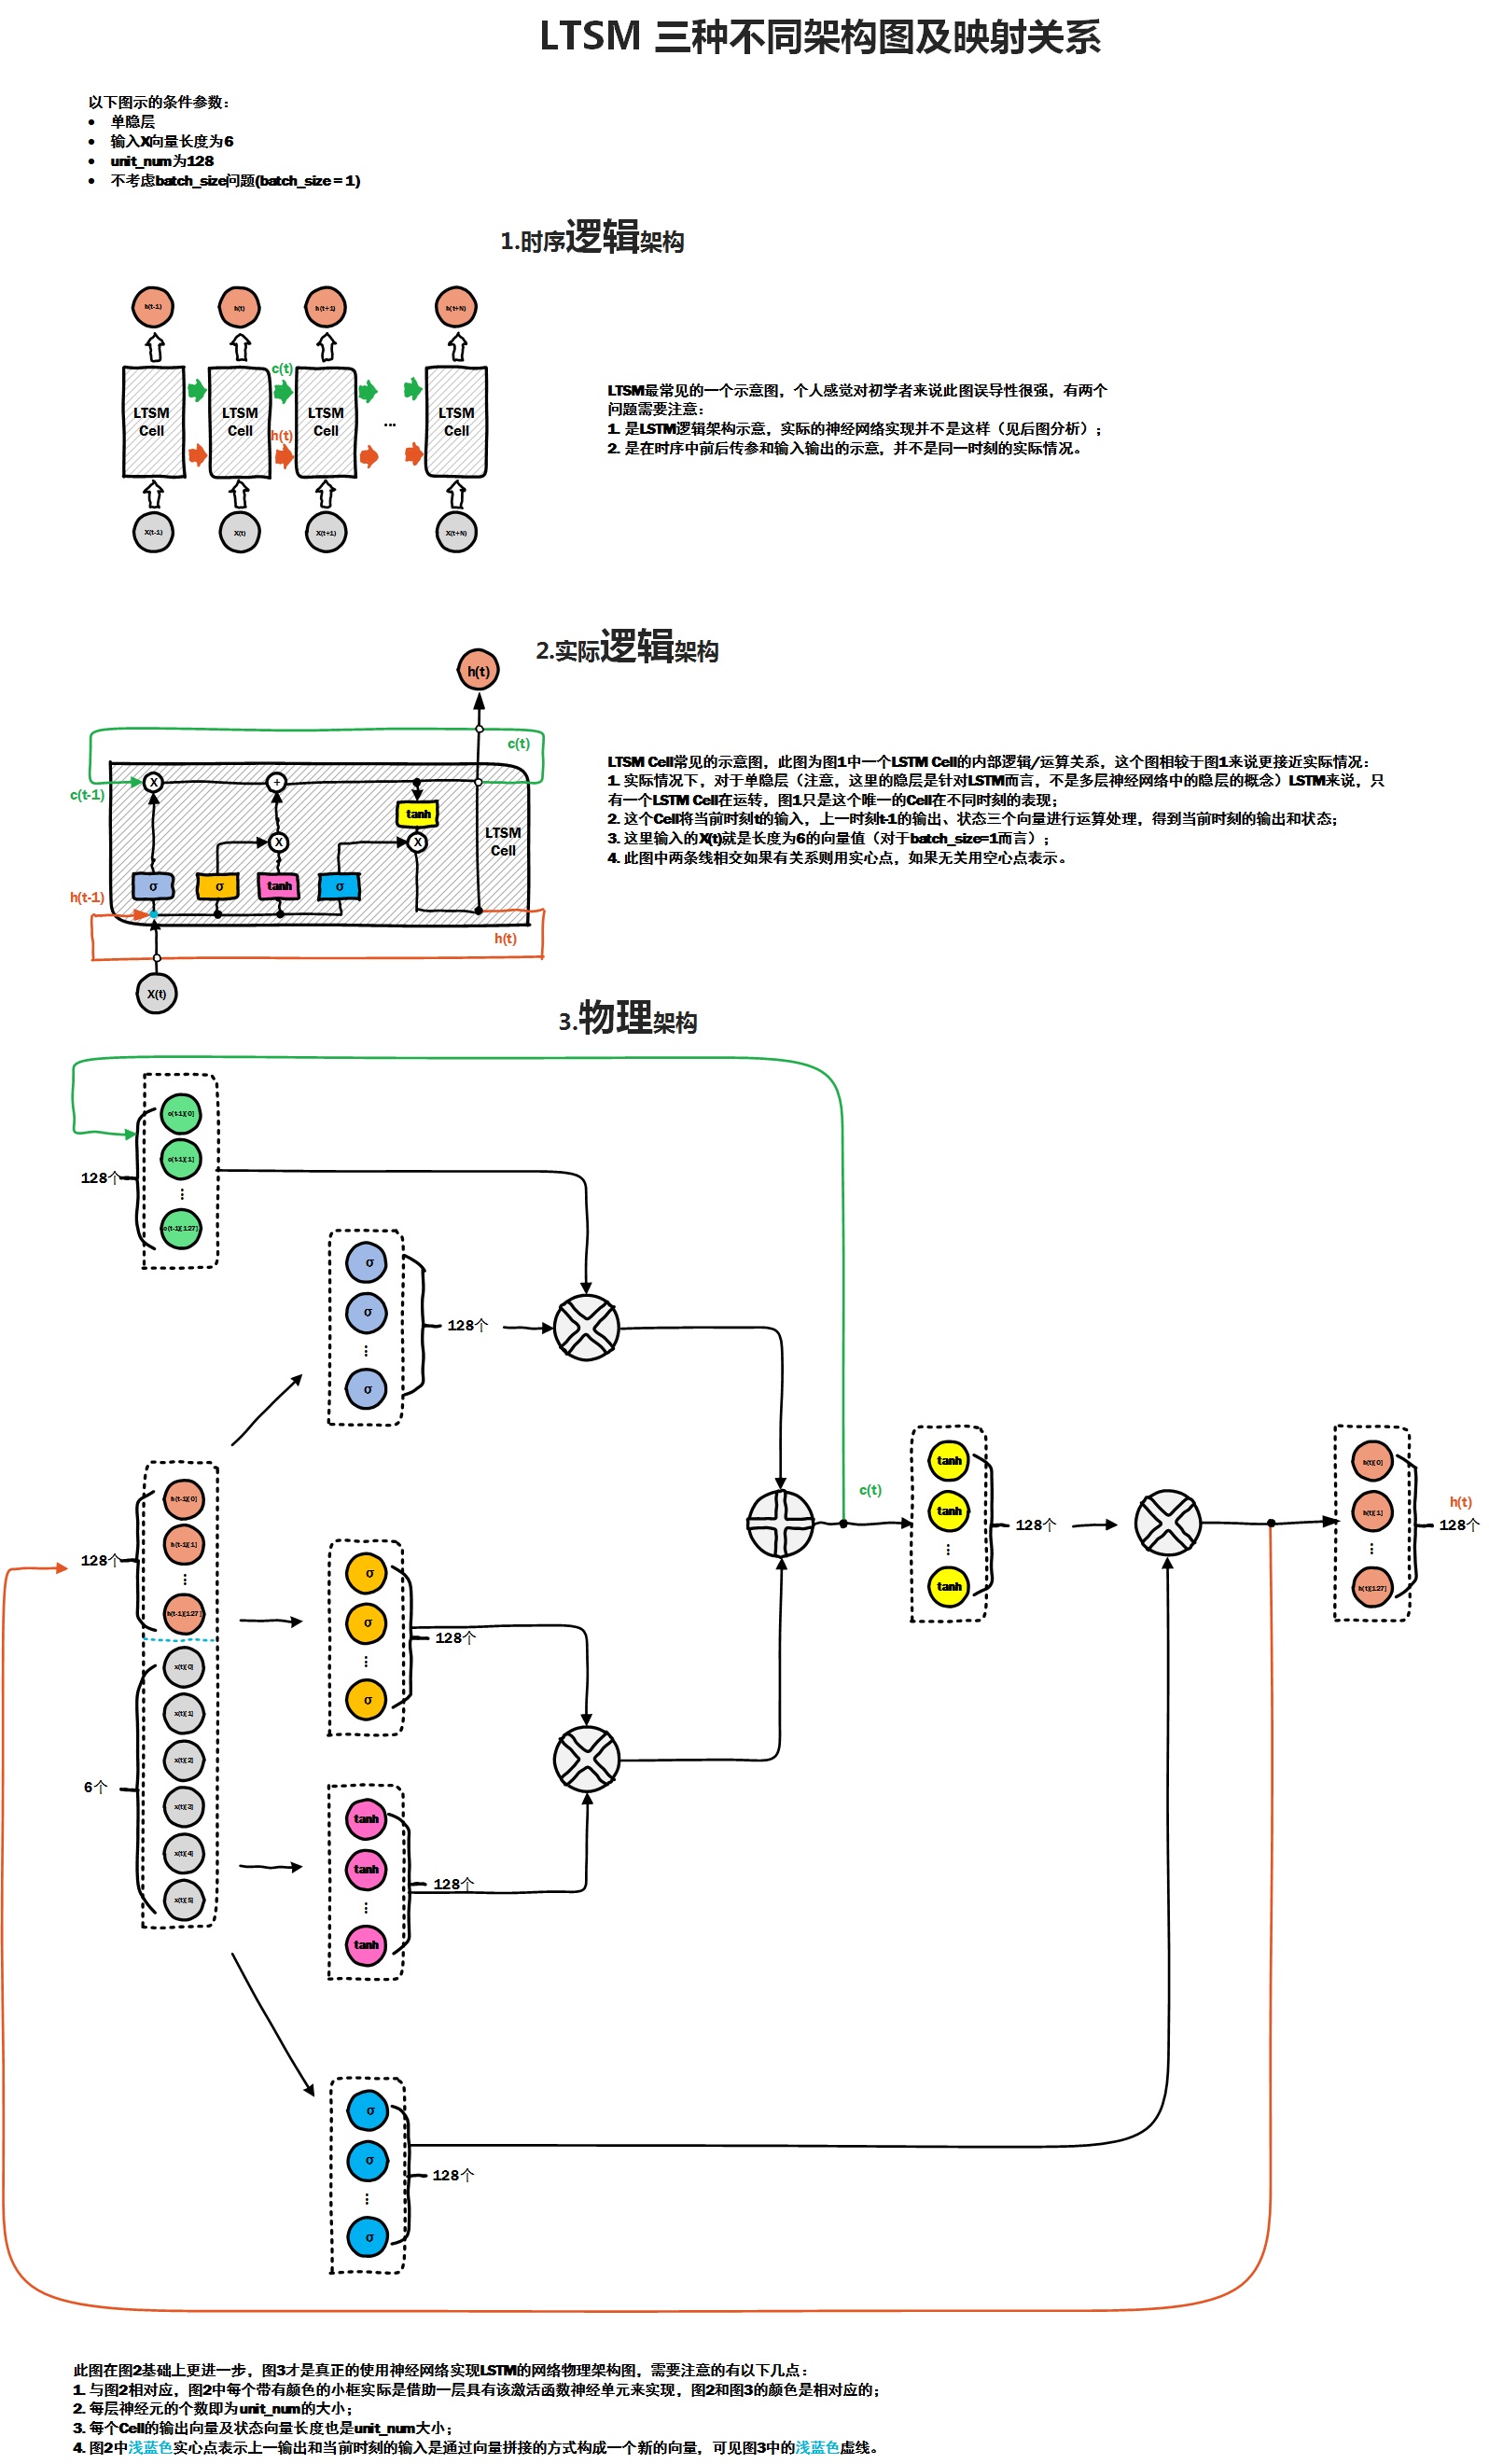 LTSM 三种不同架构图及映射关系
以下图示的条件参数：
• 单隐层
• 输入X向量长度为6
• unit_num为128
• 不考虑batch_size问题(batch_size=1)
1.时序逻辑架构
h(t-1) h(t) h(t+1) h(t+N)
c(t)
LTSM Cell LTSM Cell LTSM Cell ... LTSM Cell
h(t)
X(t-1) X(t) X(t+1) X(t+N)
LTSM最常见的一个示意图，个人感觉对初学者来说此图误导性很强，有两个
问题需要注意：
1. 是LSTM逻辑架构示意，实际的神经网络实现并不是这样（见后图分析）；
2. 是在时序中前后传参和输入输出的示意，并不是同一时刻的实际情况。
2.实际逻辑架构
h(t)
c(t)
c(t-1)
X
+
tanh
X
X
LTSM
Cell
σ σ tanh σ
h(t-1)
h(t)
X(t)
LTSM Cell常见的示意图，此图为图1中一个LSTM Cell的内部逻辑/运算关系，这个图相较于图1来说更接近实际情况：
1. 实际情况下，对于单隐层（注意，这里的隐层是针对LSTM而言，不是多层神经网络中的隐层的概念）LSTM来说，只
有一个LSTM Cell在运转，图1只是这个唯一的Cell在不同时刻的表现；
2. 这个Cell将当前时刻t的输入，上一时刻t-1的输出、状态三个向量进行运算处理，得到当前时刻的输出和状态；
3. 这里输入的X(t)就是长度为6的向量值（对于batch_size=1而言）；
4. 此图中两条线相交如果有关系则用实心点，如果无关用空心点表示。
3.物理架构
c(t-1)[0]
c(t-1)[1]
128个
...
c(t-1)[127]
σ
σ
128个
...
σ
h(t-1)[0]
h(t-1)[1]
128个
...
h(t-1)[127]
x(t)[0]
x(t)[1]
x(t)[2]
6个
x(t)[2]
x(t)[4]
x(t)[5]
σ
σ
128个
...
σ
tanh
tanh
128个
...
tanh
σ
σ
128个
...
σ
c(t)
tanh
tanh
128个
...
tanh
h(t)[0]
h(t)[1]
...
h(t)[127]
h(t)
128个
此图在图2基础上更进一步，图3才是真正的使用神经网络实现LSTM的网络物理架构图，需要注意的有以下几点：
1. 与图2相对应，图2中每个带有颜色的小框实际是借助一层具有该激活函数神经单元来实现，图2和图3的颜色是相对应的；
2. 每层神经元的个数即为unit_num的大小；
3. 每个Cell的输出向量及状态向量长度也是unit_num大小；
4. 图2中浅蓝色实心点表示上一输出和当前时刻的输入是通过向量拼接的方式构成一个新的向量，可见图3中的浅蓝色虚线。